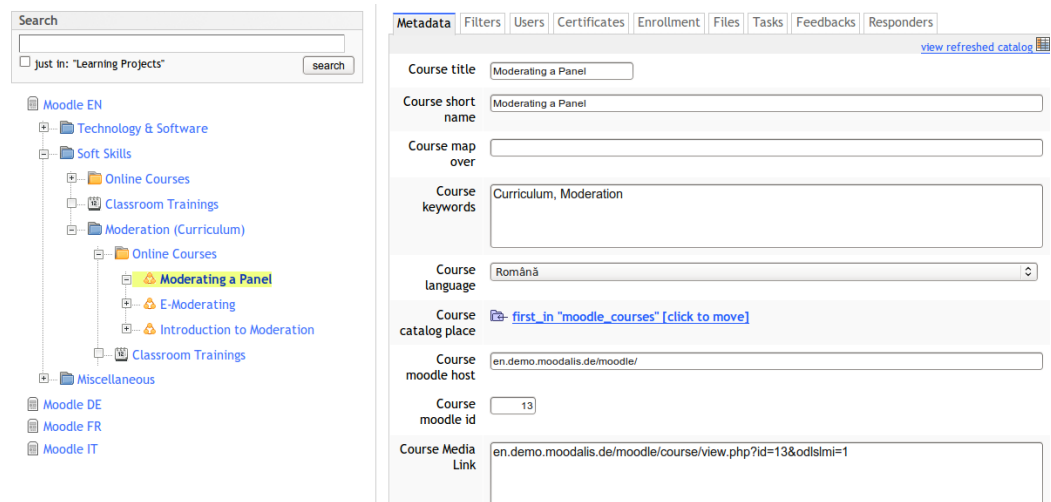 Search
just in: "Learning Projects"
search
Moodle EN
Technology & Software
Soft Skills
Online Courses
Classroom Trainings
Moderation (Curriculum)
Online Courses
Moderating a Panel
E-Moderating
Introduction to Moderation
Classroom Trainings
Miscellaneous
Moodle DE
Moodle FR
Moodle IT
Metadata Filters Users Certificates Enrollment Files Tasks Feedbacks Responders
view refreshed catalog
Course title Moderating a Panel
Course short Moderating a Panel
name
Course map
over
Course Curriculum, Moderation
keywords
Course Română
language
Course first_in "moodle_courses" [click to move]
catalog place
Course en.demo.moodalis.de/moodle/
moodle host
Course 13
moodle id
Course Media en.demo.moodalis.de/moodle/course/view.php?id=13&odlslmi=1
Link